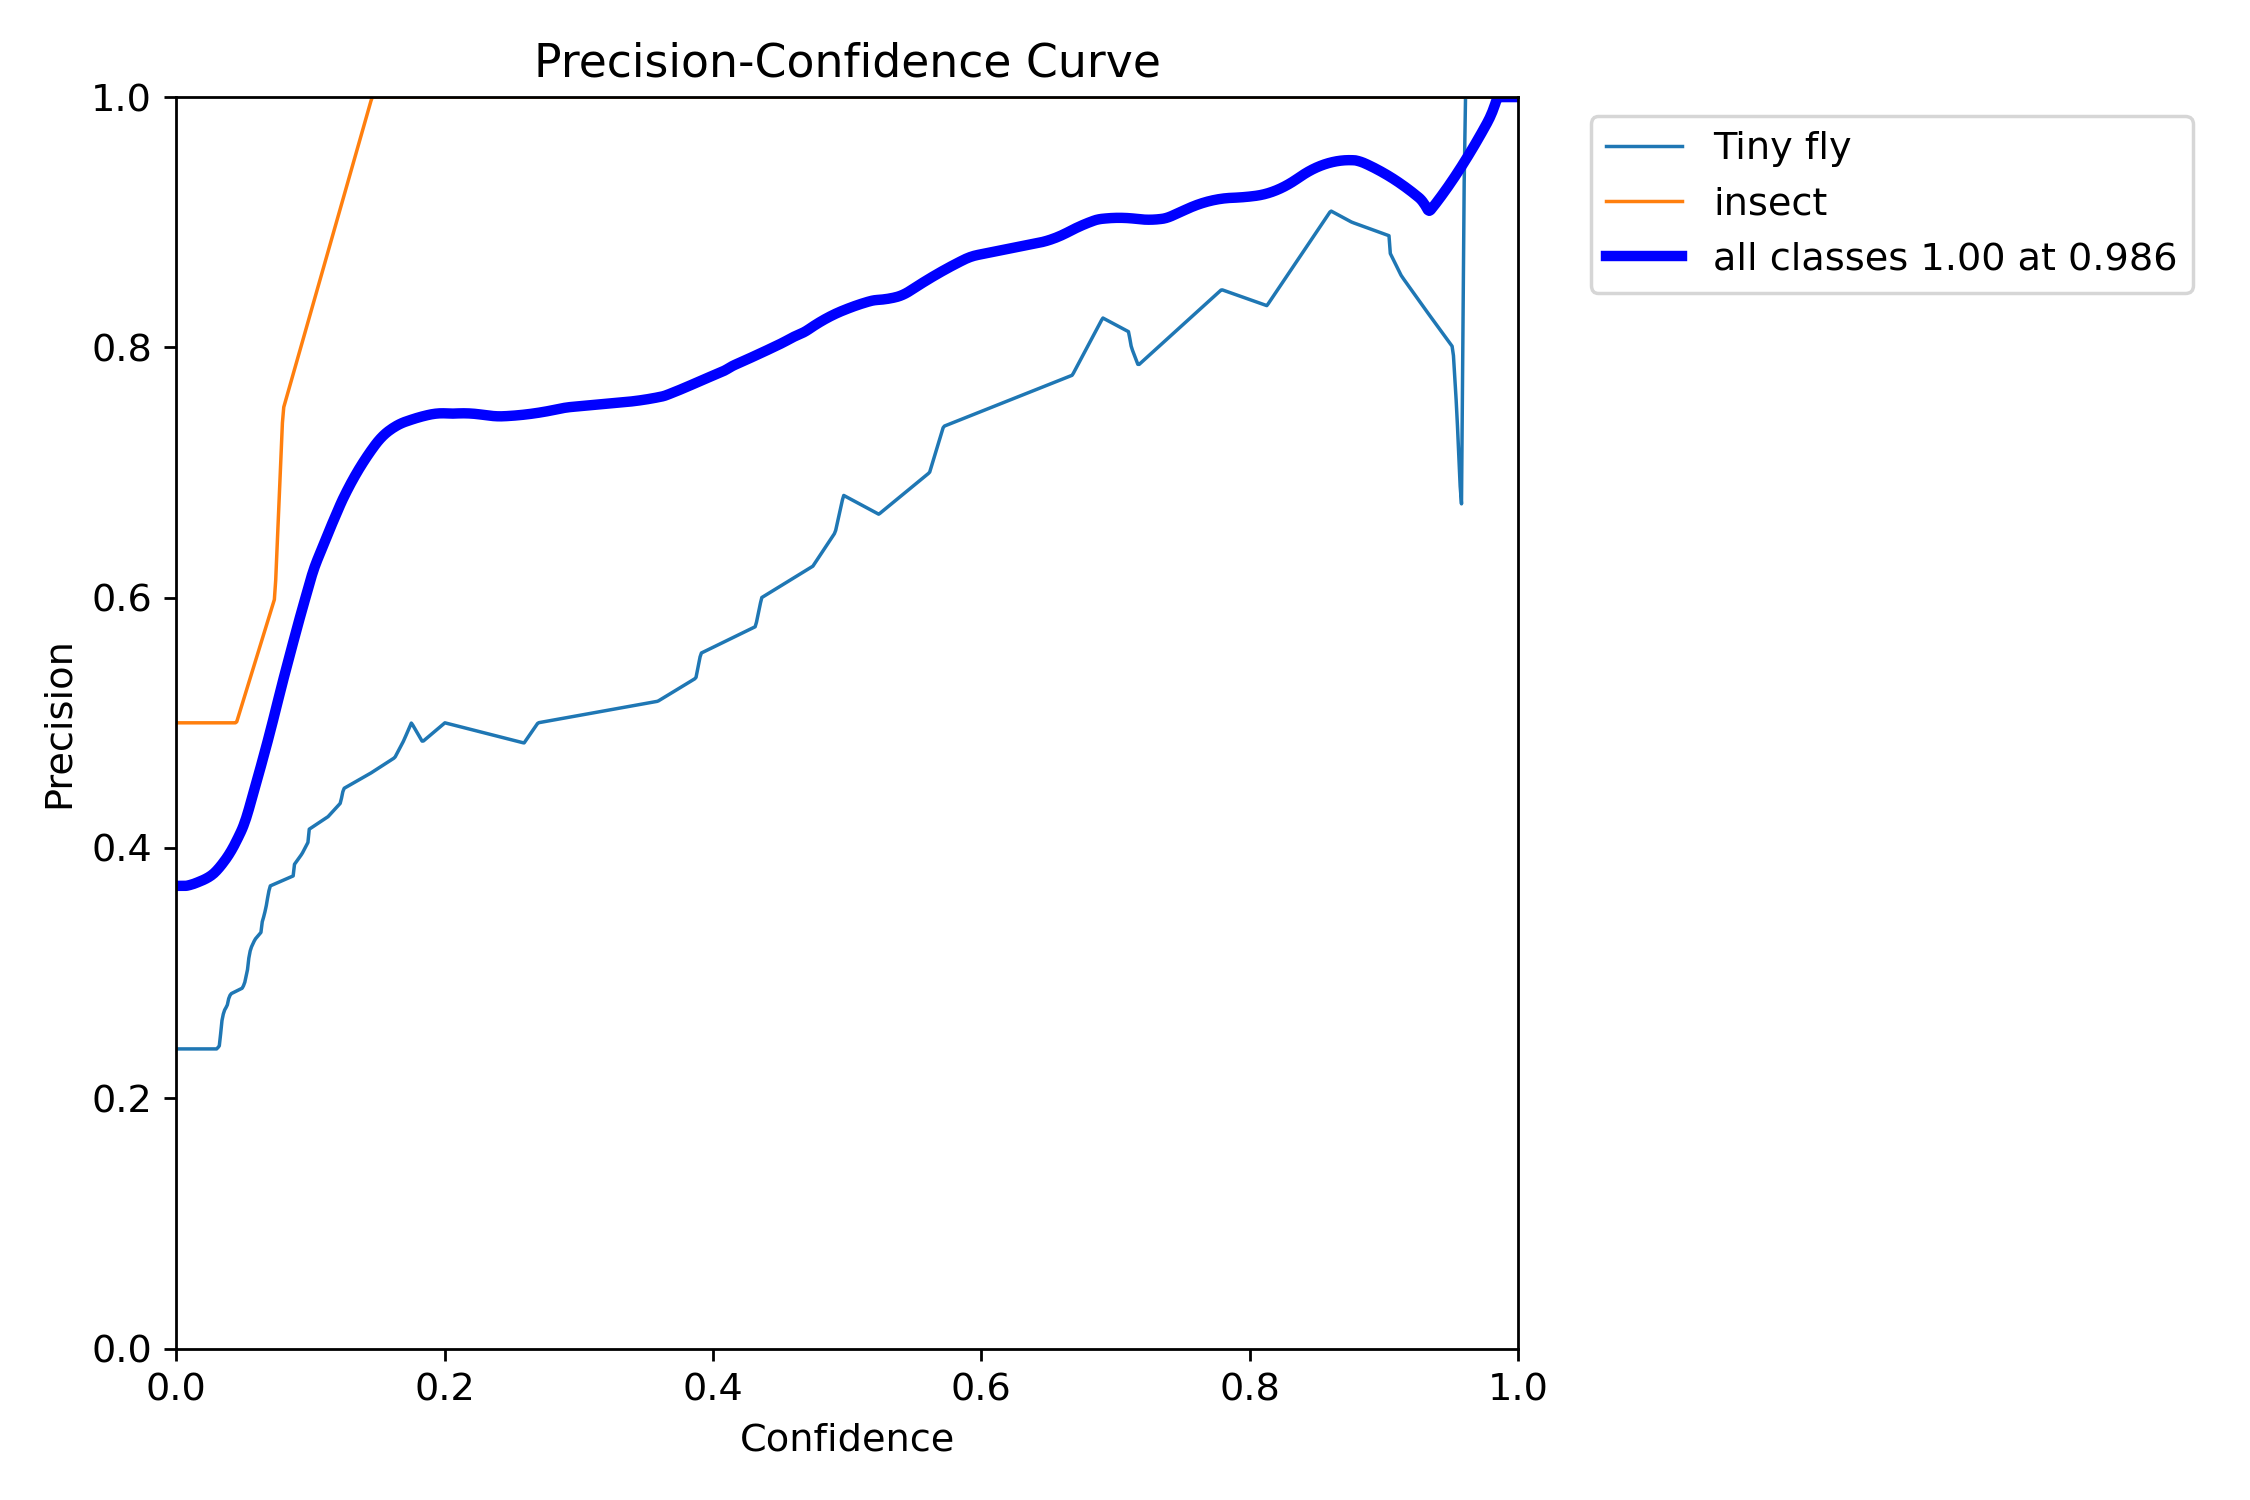 Precision-Confidence Curve
1.0
0.8
0.6
0.4
0.2
0.0
Precision
0.0 0.2 0.4 0.6 0.8 1.0
Confidence
Tiny fly
insect
all classes 1.00 at 0.986